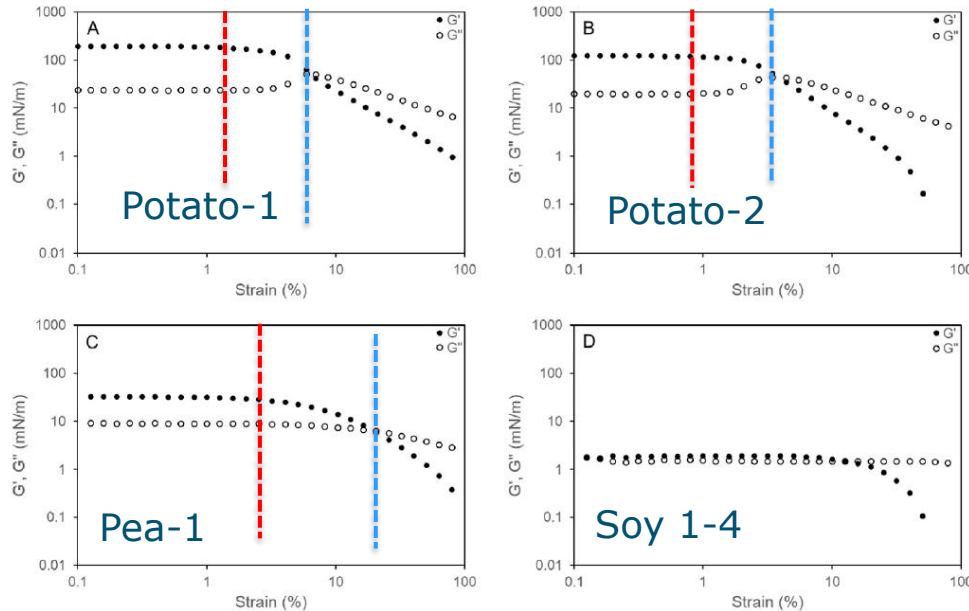 A
G'
G"
G', G" (mN/m)
1000
100
10
1
0.1
0.01
Potato-1
0.1
1
10
100
Strain (%)
B
G'
G"
G', G" (mN/m)
1000
100
10
1
0.1
0.01
Potato-2
0.1
1
10
100
Strain (%)
C
G'
G"
G', G" (mN/m)
1000
100
10
1
0.1
0.01
Pea-1
0.1
1
10
100
Strain (%)
D
G'
G"
G', G" (mN/m)
1000
100
10
1
0.1
0.01
Soy 1-4
0.1
1
10
100
Strain (%)